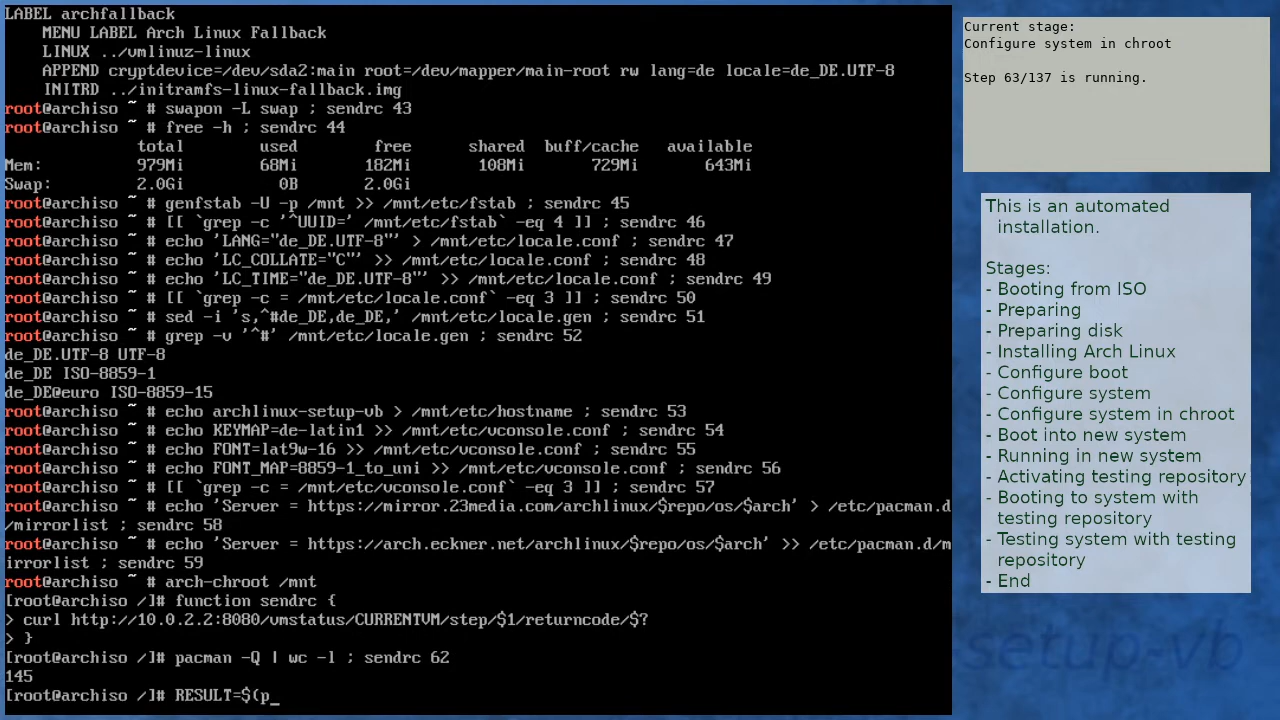 LABEL archfallback
    MENU LABEL Arch Linux Fallback
    LINUX ../vmlinuz-linux
    APPEND cryptdevice=/dev/sda2:main root=/dev/mapper/main-root rw lang=de locale=de_DE.UTF-8
    INITRD ../initramfs-linux-fallback.img
root@archiso ~ # swapon -L swap ; sendrc 43
root@archiso ~ # free -h ; sendrc 44
              total        used        free      shared  buff/cache   available
Mem:          979Mi        68Mi       182Mi       108Mi       729Mi       643Mi
Swap:         2.0Gi          0B       2.0Gi
root@archiso ~ # genfstab -U -p /mnt >> /mnt/etc/fstab ; sendrc 45
root@archiso ~ # [[ `grep -c '^UUID=' /mnt/etc/fstab` -eq 4 ]] ; sendrc 46
root@archiso ~ # echo 'LANG="de_DE.UTF-8"' > /mnt/etc/locale.conf ; sendrc 47
root@archiso ~ # echo 'LC_COLLATE="C"' >> /mnt/etc/locale.conf ; sendrc 48
root@archiso ~ # echo 'LC_TIME="de_DE.UTF-8"' >> /mnt/etc/locale.conf ; sendrc 49
root@archiso ~ # [[ `grep -c = /mnt/etc/locale.conf` -eq 3 ]] ; sendrc 50
root@archiso ~ # sed -i 's,^#de_DE,de_DE,' /mnt/etc/locale.gen ; sendrc 51
root@archiso ~ # grep -v '^#' /mnt/etc/locale.gen ; sendrc 52
de_DE.UTF-8 UTF-8
de_DE ISO-8859-1
de_DE@euro ISO-8859-15
root@archiso ~ # echo archlinux-setup-vb > /mnt/etc/hostname ; sendrc 53
root@archiso ~ # echo KEYMAP=de-latin1 >> /mnt/etc/vconsole.conf ; sendrc 54
root@archiso ~ # echo FONT=lat9w-16 >> /mnt/etc/vconsole.conf ; sendrc 55
root@archiso ~ # echo FONT_MAP=8859-1_to_uni >> /mnt/etc/vconsole.conf ; sendrc 56
root@archiso ~ # [[ `grep -c = /mnt/etc/vconsole.conf` -eq 3 ]] ; sendrc 57
root@archiso ~ # echo 'Server = https://mirror.23media.com/archlinux/$repo/os/$arch' > /etc/pacman.d
/mirrorlist ; sendrc 58
root@archiso ~ # echo 'Server = https://arch.eckner.net/archlinux/$repo/os/$arch' >> /etc/pacman.d/m
irrorlist ; sendrc 59
root@archiso ~ # arch-chroot /mnt
[root@archiso /]# function sendrc {
> curl http://10.0.2.2:8080/vmstatus/CURRENTVM/step/$1/returncode/$?
> }
[root@archiso /]# pacman -Q | wc -l ; sendrc 62
145
[root@archiso /]# RESULT=$(p_
Current stage:
Configure system in chroot
Step 63/137 is running.
This is an automated
installation.
Stages:
- Booting from ISO
- Preparing
- Preparing disk
- Installing Arch Linux
- Configure boot
- Configure system
- Configure system in chroot
- Boot into new system
- Running in new system
- Activating testing repository
- Booting to system with
testing repository
- Testing system with testing
repository
- End
-setup-vb